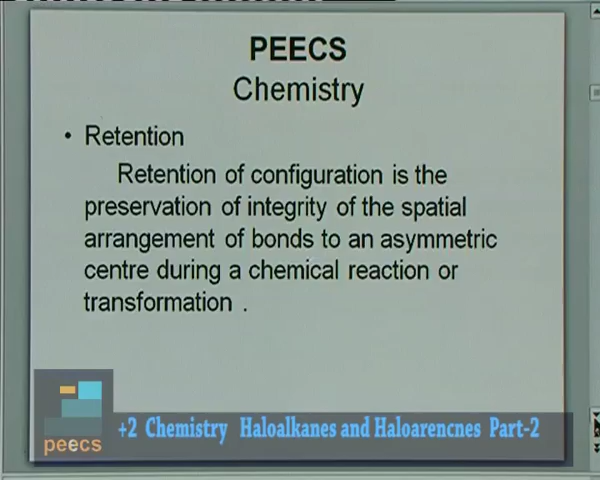 PEECS
Chemistry
• Retention
Retention of configuration is the
preservation of integrity of the spatial
arrangement of bonds to an asymmetric
centre during a chemical reaction or
transformation .
peecs
+2 Chemistry Haloalkanes and Haloarencnes Part-2